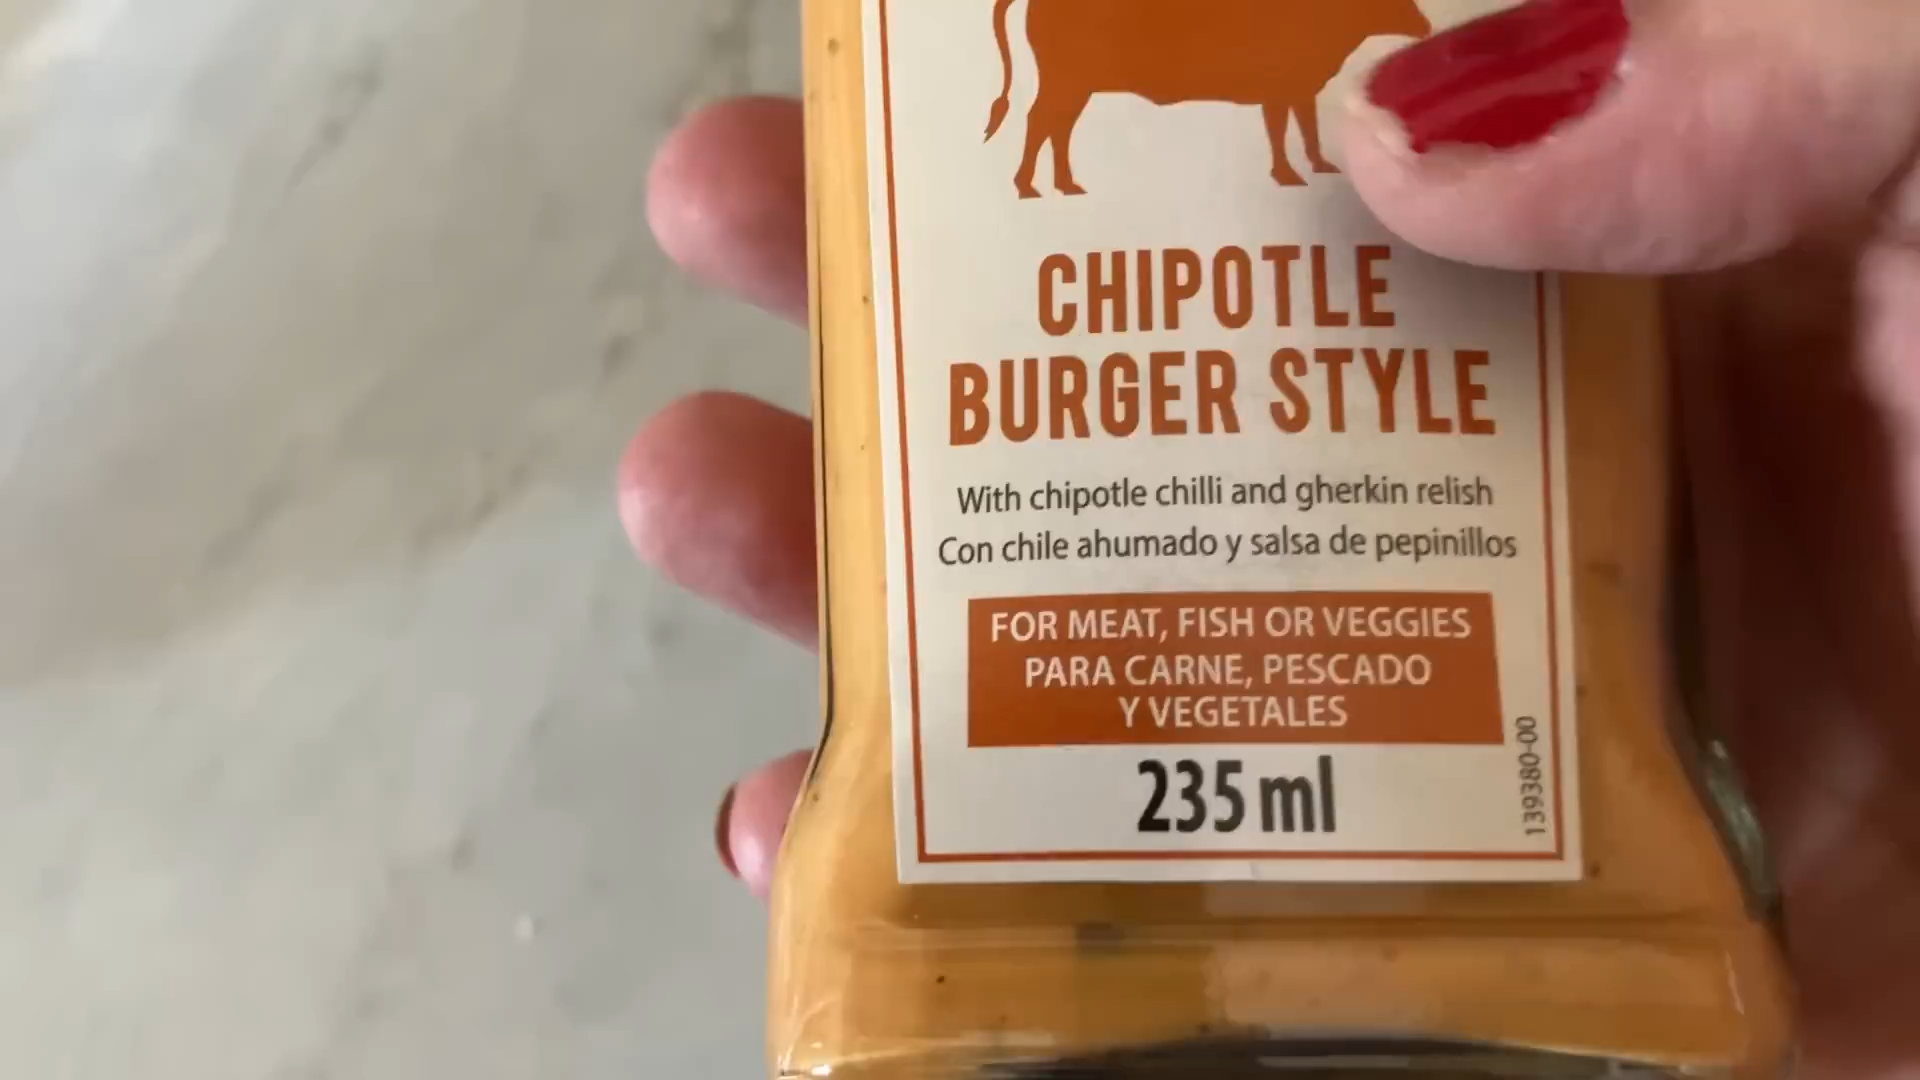 CHIPOTLE
BURGER STYLE
With chipotle chilli and gherkin relish
Con chile ahumado y salsa de pepinillos
FOR MEAT, FISH OR VEGGIES
PARA CARNE, PESCADO
Y VEGETALES
235 ml
139380-00